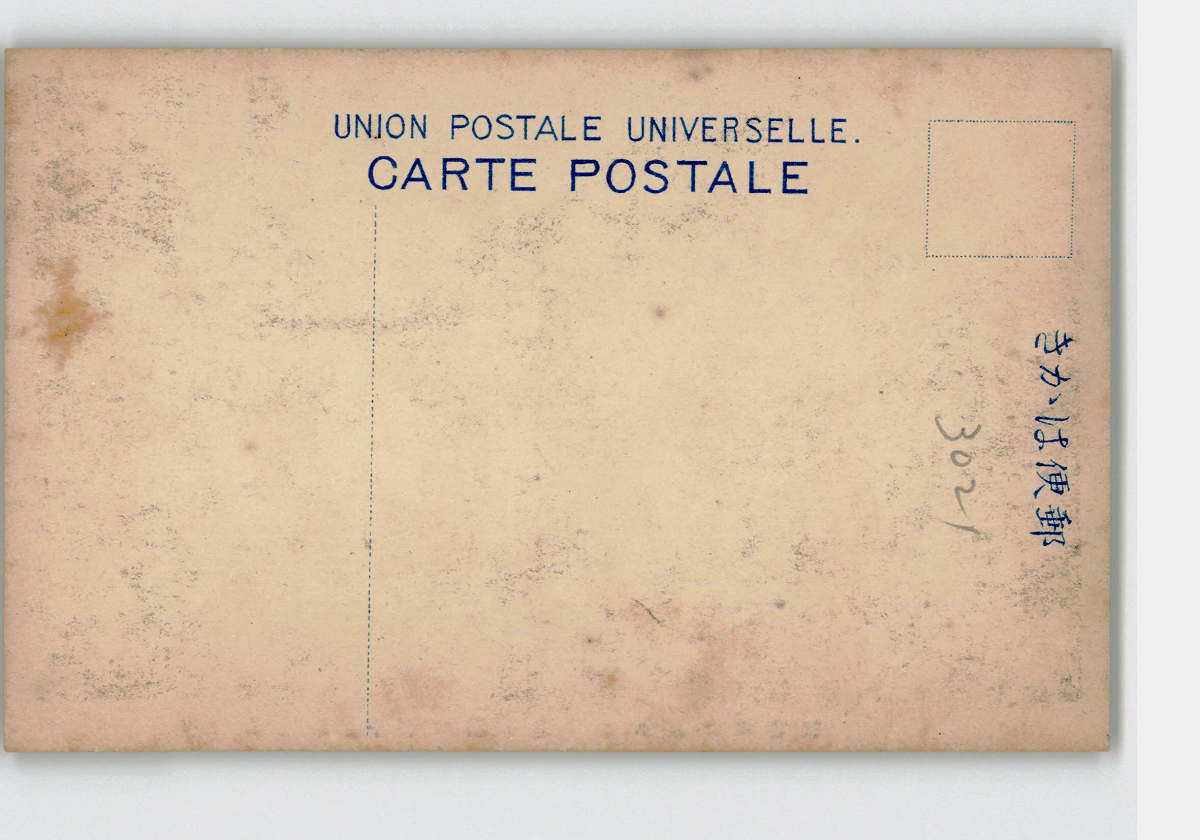 UNION POSTALE UNIVERSELLE.
CARTE POSTALE
郵便はかき
3021